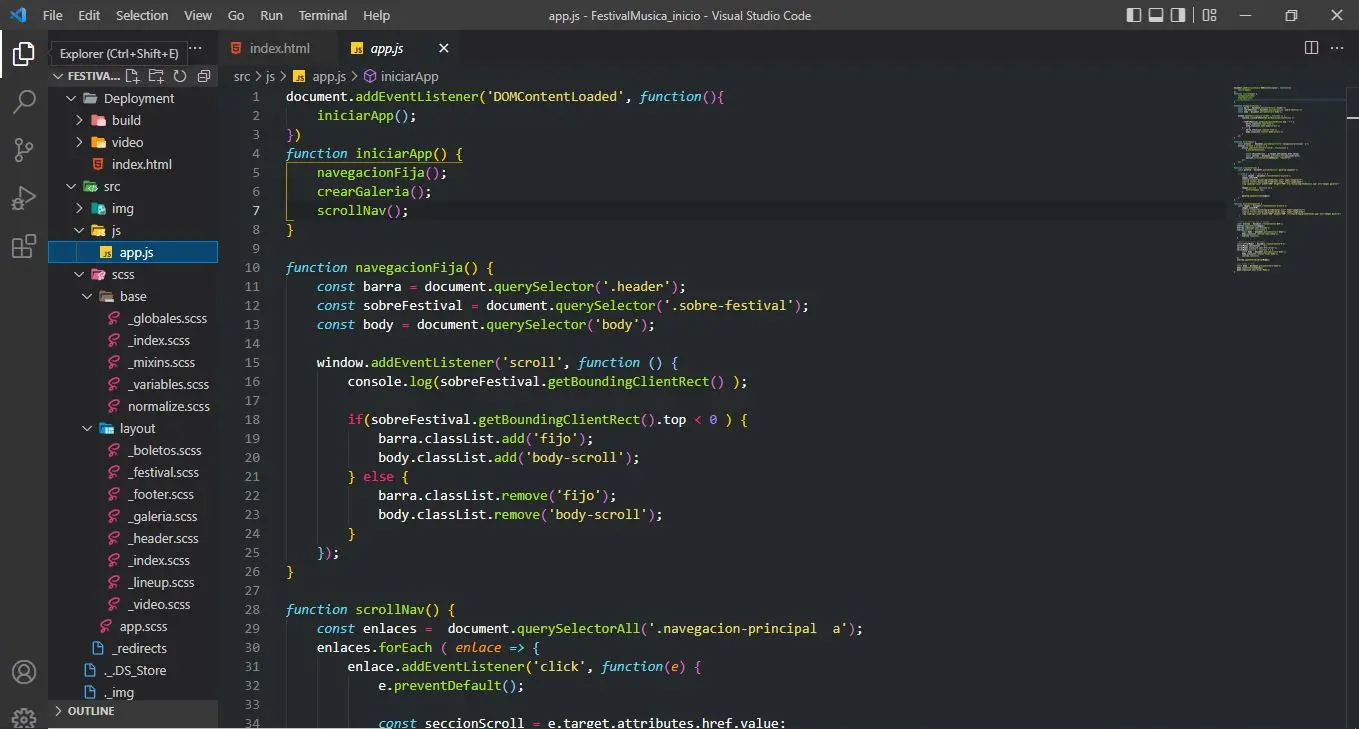 File Edit Selection View Go Run Terminal Help
app.js - FestivalMusica_inicio - Visual Studio Code
Explorer (Ctrl+Shift+E)
FESTIVA...
Deployment
build
video
index.html
src
img
js
app.js
scss
base
_globales.scss
_index.scss
_mixins.scss
_variables.scss
normalize.scss
layout
_boletos.scss
_festival.scss
_footer.scss
_galeria.scss
_header.scss
_index.scss
_lineup.scss
_video.scss
app.scss
_redirects
._.DS_Store
._img
OUTLINE
index.html
JS app.js
src > js > JS app.js > iniciarApp
1 document.addEventListener('DOMContentLoaded', function(){
2 iniciarApp();
3 })
4 function iniciarApp() {
5 navegacionFija();
6 crearGaleria();
7 scrollNav();
8 }
9
10 function navegacionFija() {
11 const barra = document.querySelector('.header');
12 const sobreFestival = document.querySelector('.sobre-festival');
13 const body = document.querySelector('body');
14
15 window.addEventListener('scroll', function () {
16 console.log(sobreFestival.getBoundingClientRect() );
17
18 if(sobreFestival.getBoundingClientRect().top < 0 ) {
19 barra.classList.add('fijo');
20 body.classList.add('body-scroll');
21 } else {
22 barra.classList.remove('fijo');
23 body.classList.remove('body-scroll');
24 }
25 });
26 }
27
28 function scrollNav() {
29 const enlaces =  document.querySelectorAll('.navegacion-principal  a');
30 enlaces.forEach ( enlace => {
31 enlace.addEventListener('click', function(e) {
32 e.preventDefault();
33
34 const seccionScroll = e.target.attributes.href.value;